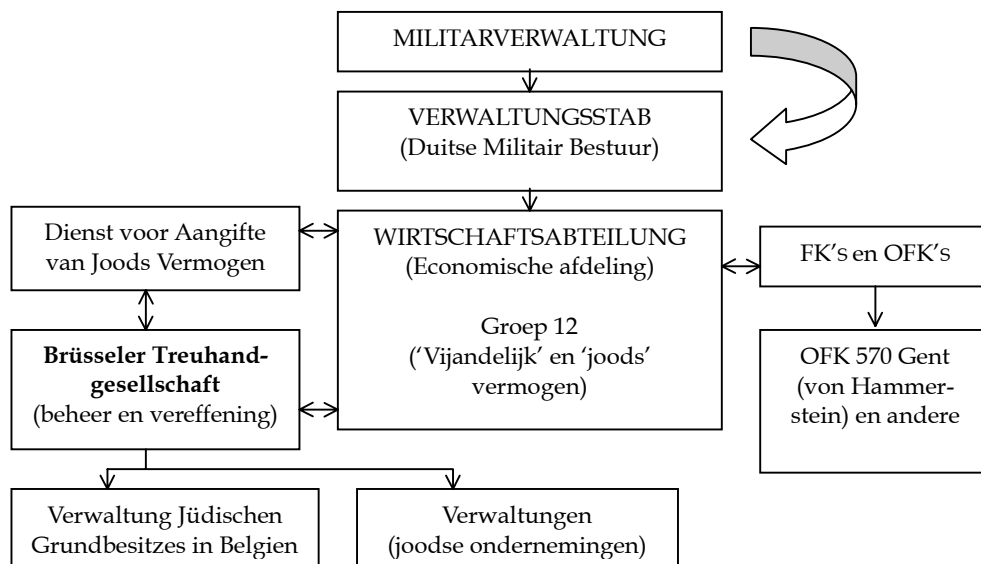 MILITARVERWALTUNG
VERWALTUNGSSTAB
(Duitse Militair Bestuur)
Dienst voor Aangifte
van Joods Vermogen
WIRTSCHAFTSABTEILUNG
(Economische afdeling)
Groep 12
('Vijandelijk' en 'joods'
vermogen)
FK's en OFK's
Brüsseler Treuhand-
gesellschaft
(beheer en vereffening)
OFK 570 Gent
(von Hammer-
stein) en andere
Verwaltung Jüdischen
Grundbesitzes in Belgien
Verwaltungen
(joodse ondernemingen)